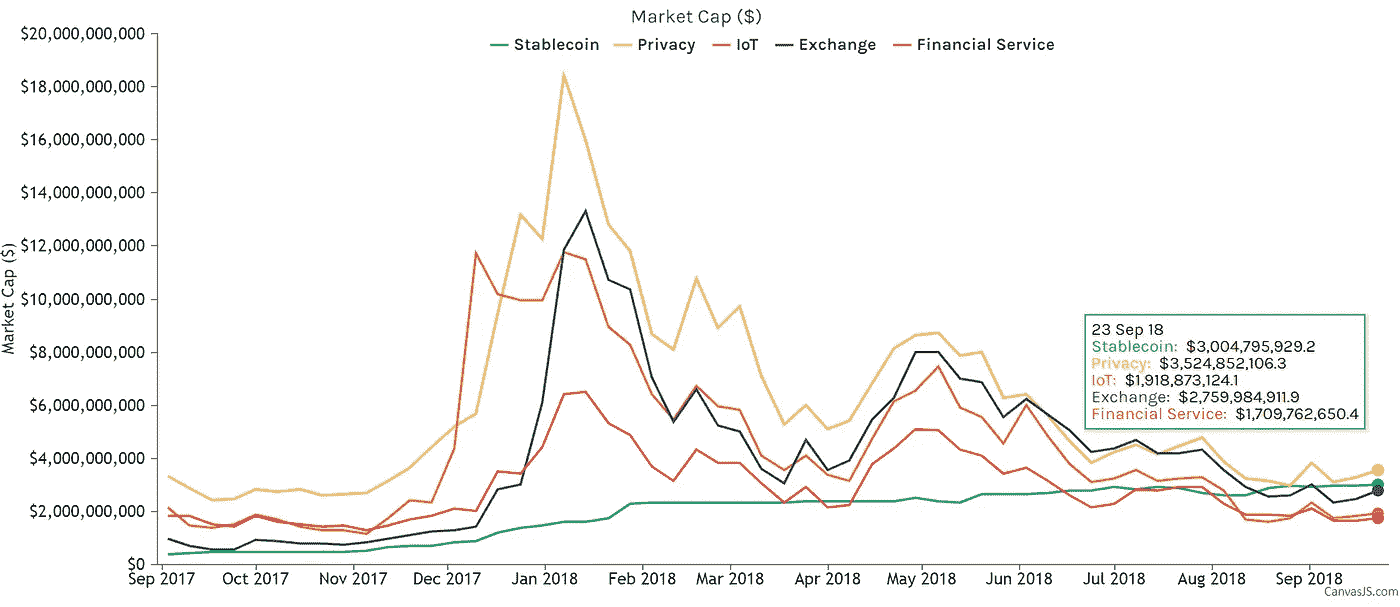 Market Cap ($)
Stablecoin Privacy IoT Exchange Financial Service
$20,000,000,000
$18,000,000,000
$16,000,000,000
$14,000,000,000
$12,000,000,000
$10,000,000,000
$8,000,000,000
$6,000,000,000
$4,000,000,000
$2,000,000,000
$0
Market Cap ($)
23 Sep 18
Stablecoin: $3,004,795,929.2
Privacy: $3,524,852,106.3
IoT: $1,918,873,124.1
Exchange: $2,759,984,911.9
Financial Service: $1,709,762,650.4
Sep 2017 Oct 2017 Nov 2017 Dec 2017 Jan 2018 Feb 2018 Mar 2018 Apr 2018 May 2018 Jun 2018 Jul 2018 Aug 2018 Sep 2018
CanvasJS.com